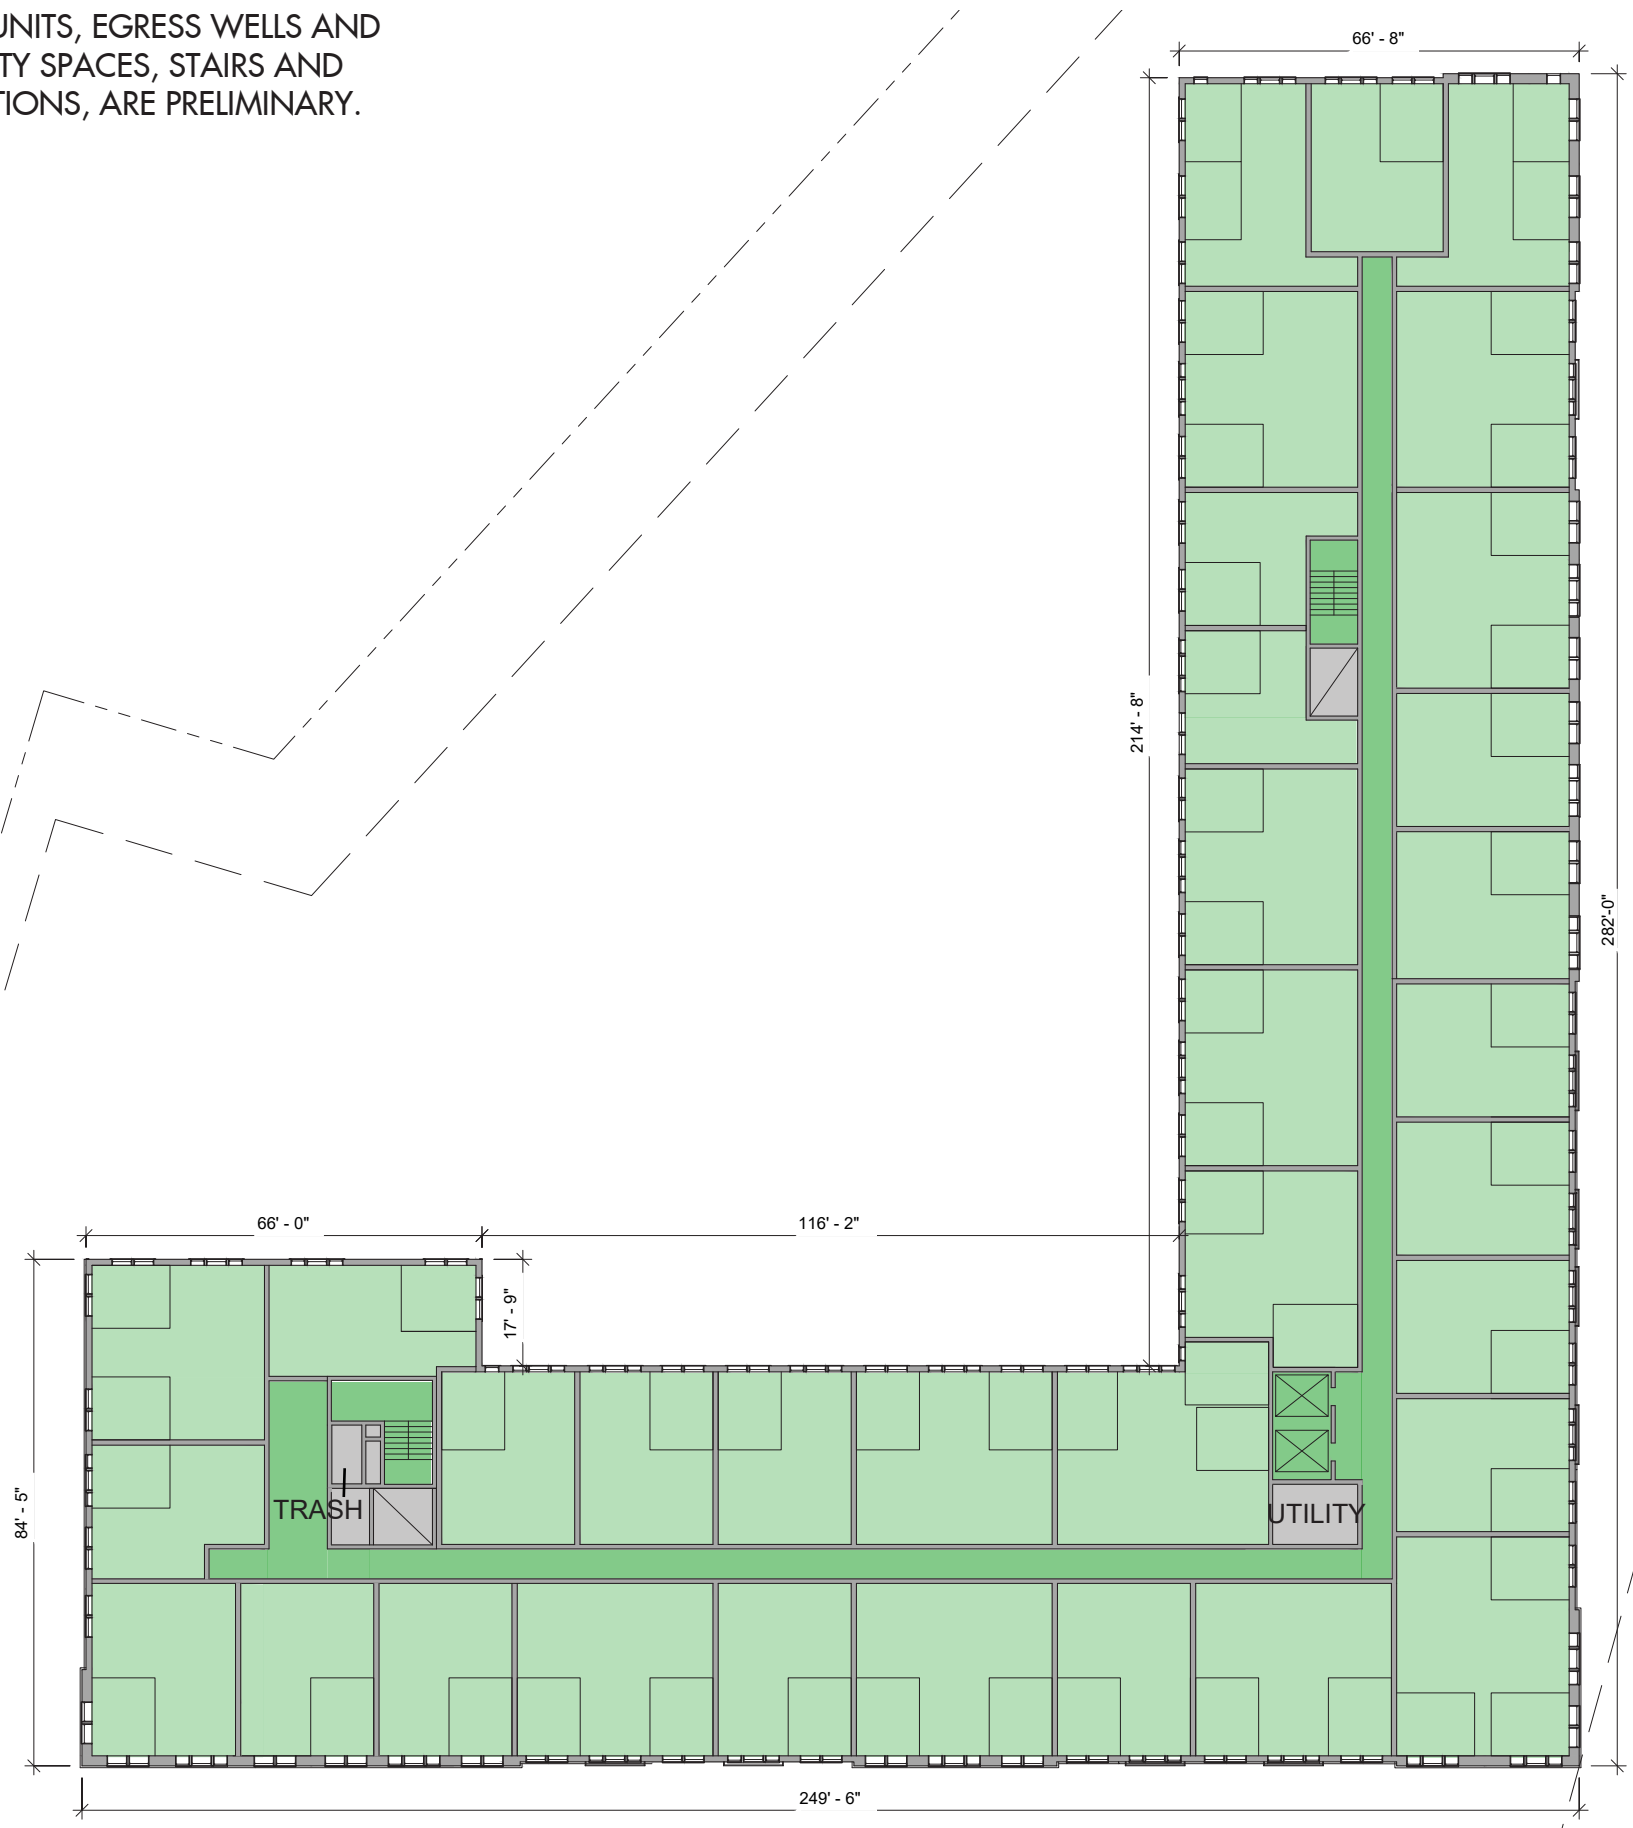 UNITS, EGRESS WELLS AND
TY SPACES, STAIRS AND
TIONS, ARE PRELIMINARY.
66' - 8"
214' - 8"
282'-0"
66' - 0"
116' - 2"
17' - 9"
84' - 5"
TRASH
UTILITY
249' - 6"